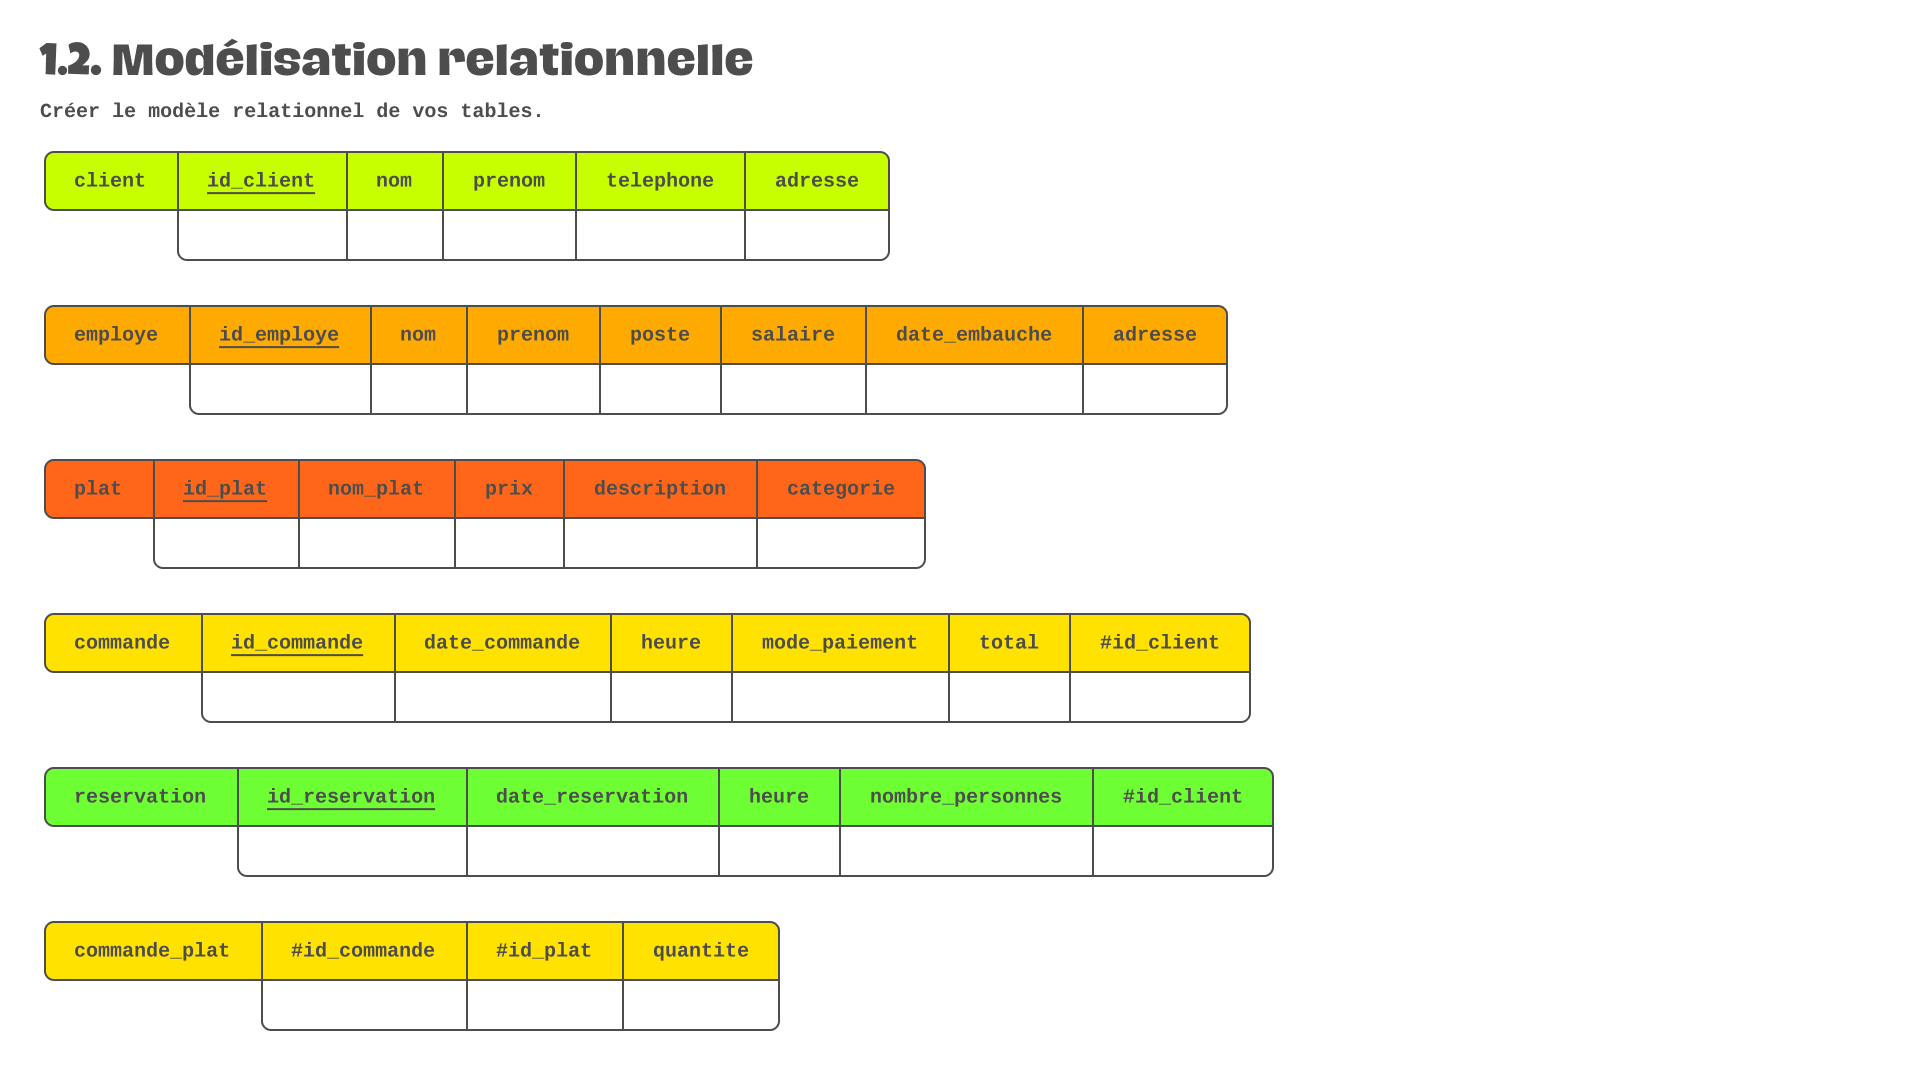 1.2. Modélisation relationnelle
Créer le modèle relationnel de vos tables.
client id_client nom prenom telephone adresse
employe id_employe nom prenom poste salaire date_embauche adresse
plat id_plat nom_plat prix description categorie
commande id_commande date_commande heure mode_paiement total #id_client
reservation id_reservation date_reservation heure nombre_personnes #id_client
commande_plat #id_commande #id_plat quantite